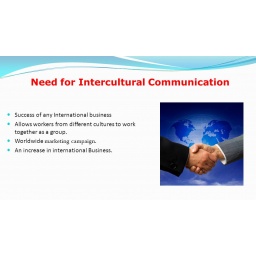 Need for Intercultural Communication
Success of any International business
Allows workers from different cultures to work
together as a group.
Worldwide marketing campaign.
An increase in international Business.